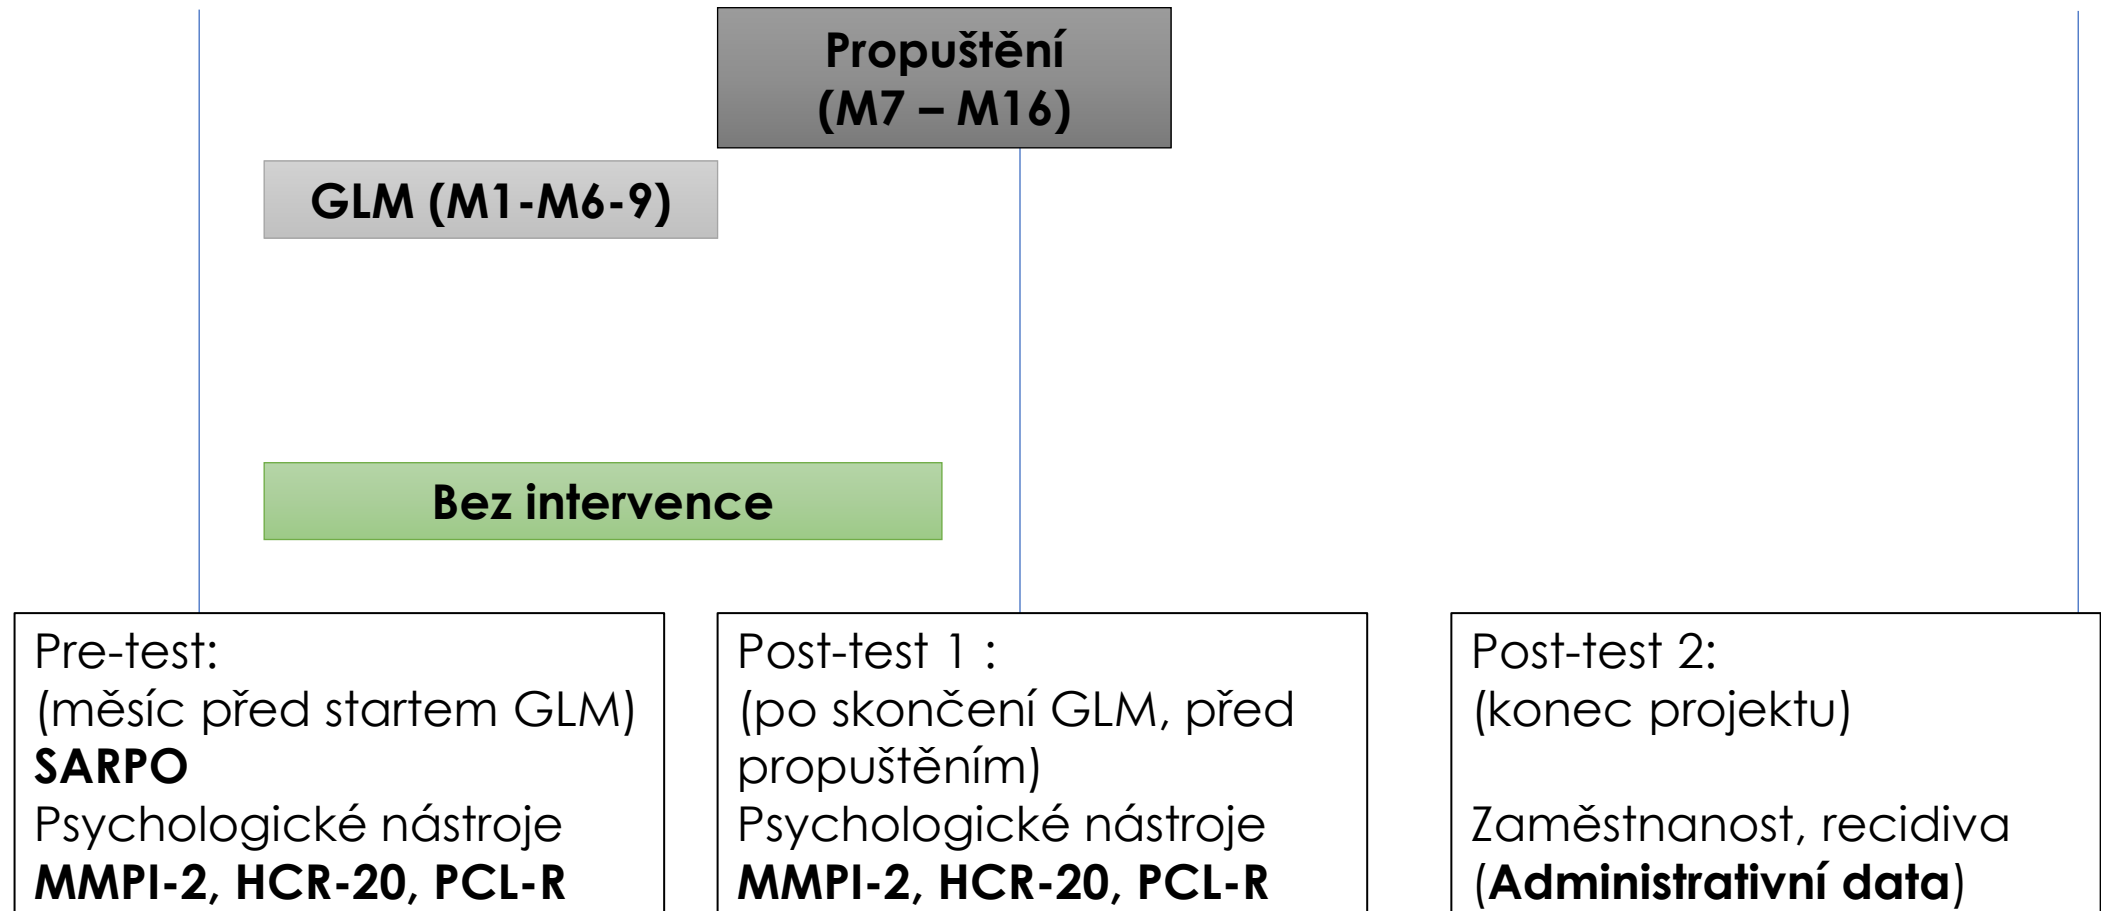 Propuštění
(M7 – M16)
GLM (M1-M6-9)
Bez intervence
Pre-test:
(měsíc před startem GLM)
SARPO
Psychologické nástroje
MMPI-2, HCR-20, PCL-R
Post-test 1 :
(po skončení GLM, před
propuštěním)
Psychologické nástroje
MMPI-2, HCR-20, PCL-R
Post-test 2:
(konec projektu)
Zaměstnanost, recidiva
(Administrativní data)